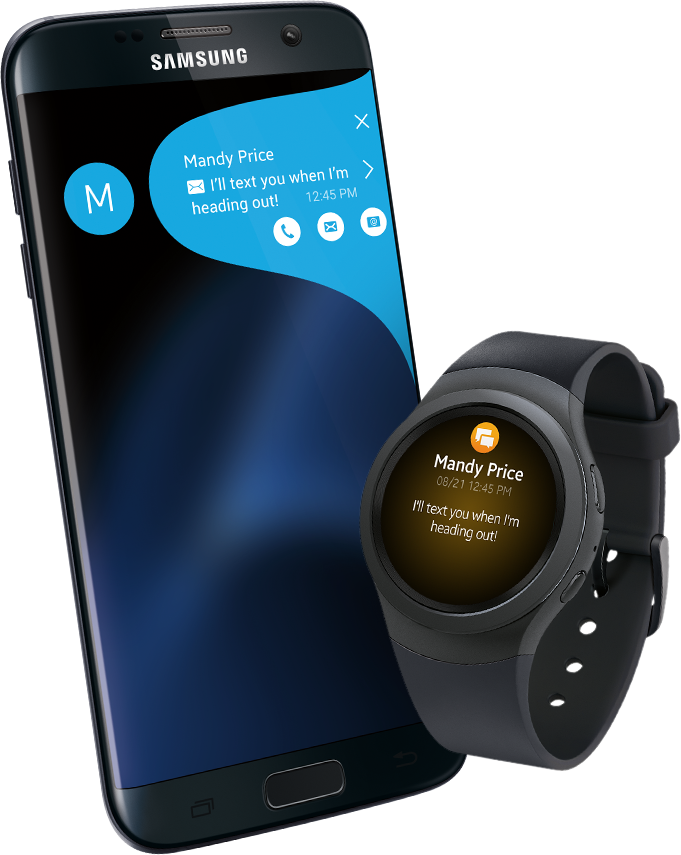 SAMSUNG
Mandy Price
M
I'll text you when I'm
heading out!
12:45 PM
Mandy Price
08/21 12:45 PM
I'll text you when I'm
heading out!